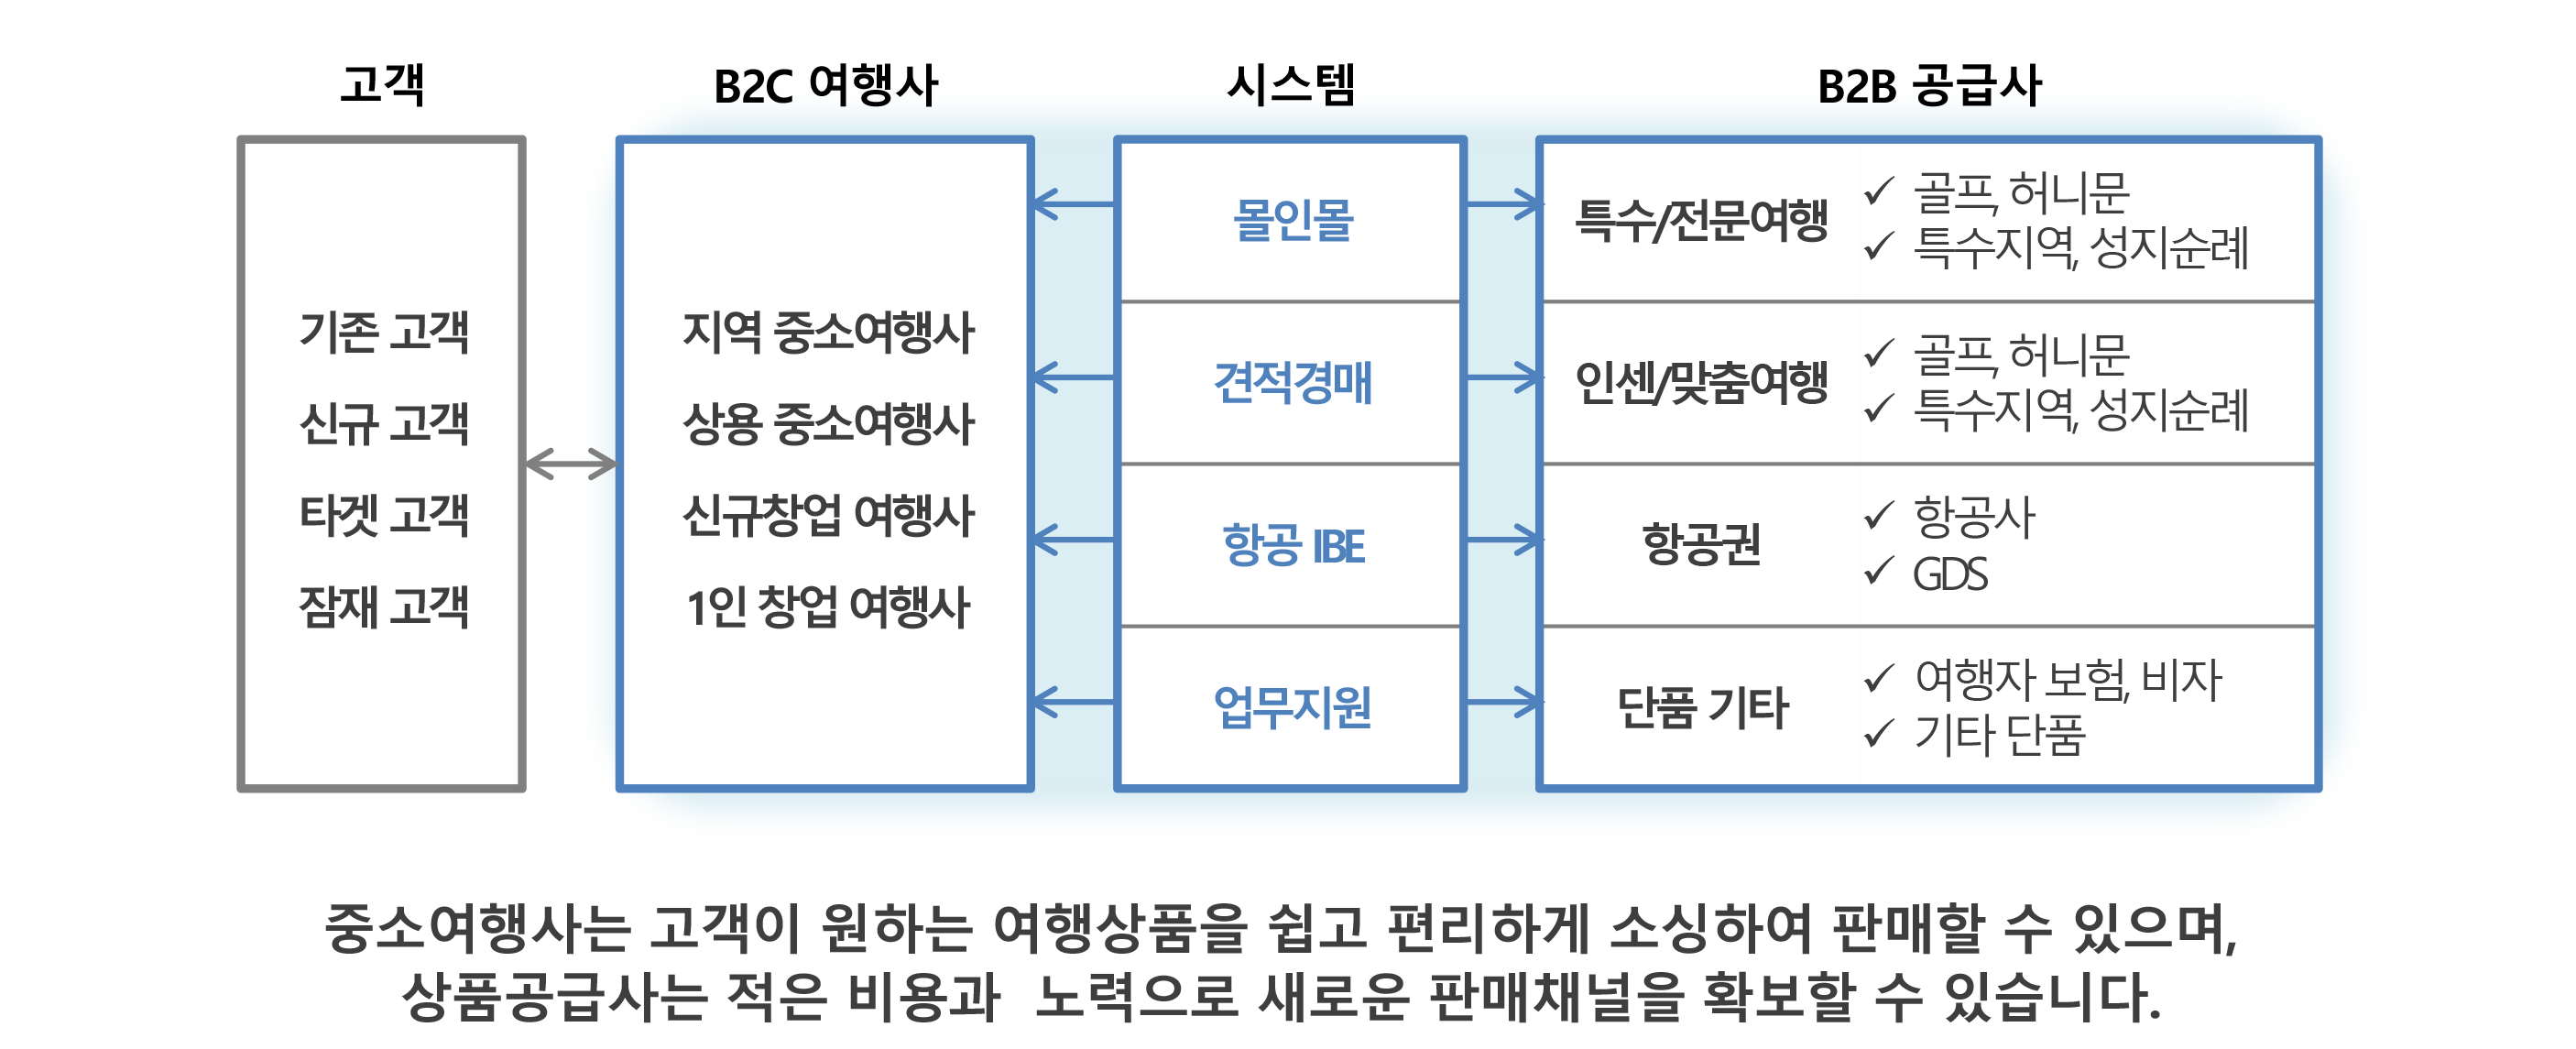 고객
B2C 여행사
시스템
B2B 공급사
기존 고객
신규 고객
타겟 고객
잠재 고객
지역 중소여행사
상용 중소여행사
신규창업 여행사
1인 창업 여행사
몰인몰
견적경매
항공 IBE
업무지원
특수/전문여행
✓ 골프, 허니문
✓ 특수지역, 성지순례
인센/맞춤여행
✓ 골프, 허니문
✓ 특수지역, 성지순례
항공권
✓ 항공사
✓ GDS
단품 기타
✓ 여행자 보험, 비자
✓ 기타 단품
중소여행사는 고객이 원하는 여행상품을 쉽고 편리하게 소싱하여 판매할 수 있으며,
상품공급사는 적은 비용과 노력으로 새로운 판매채널을 확보할 수 있습니다.